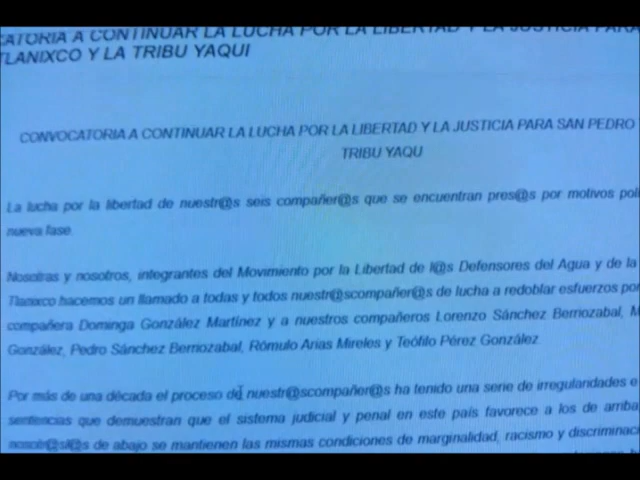 CATORIA A CONTINUAR LA LUCHA POR LA LIBERTAD Y LA JUSTICIA PARA
TLANIXCO Y LA TRIBU YAQUI
CONVOCATORIA A CONTINUAR LA LUCHA POR LA LIBERTAD Y LA JUSTICIA PARA SAN PEDRO
TRIBU YAQU
La lucha por la libertad de nuestr@s seis compañer@s que se encuentran pres@s por motivos polí
nueva fase.
Nosotras y nosotros, integrantes del Movimiento por la Libertad de l@s Defensores del Agua y de la
Tlanixco hacemos un llamado a todas y todos nuestr@scompañer@s de lucha a redoblar esfuerzos por
compañera Dominga González Martínez y a nuestros compañeros Lorenzo Sánchez Berriozabal, M
González, Pedro Sánchez Berriozabal, Rómulo Arias Mireles y Teófilo Pérez González.
Por más de una década el proceso de nuestr@scompañer@s ha tenido una serie de irregularidades e
sentencias que demuestran que el sistema judicial y penal en este país favorece a los de arriba
de abajo se mantienen las mismas condiciones de marginalidad, racismo y discriminac